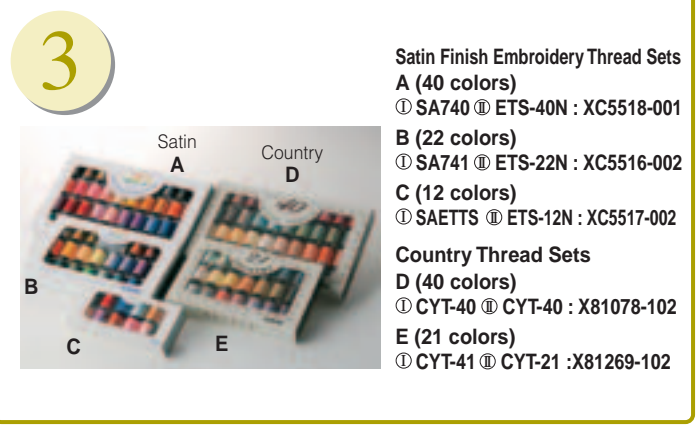 3
Satin Finish Embroidery Thread Sets
A (40 colors)
Ⓘ SA740 Ⓘ︎Ⓘ ETS-40N : XC5518-001
B (22 colors)
Ⓘ SA741 Ⓘ︎Ⓘ ETS-22N : XC5516-002
C (12 colors)
Ⓘ SAETTS Ⓘ︎Ⓘ ETS-12N : XC5517-002
Country Thread Sets
D (40 colors)
Ⓘ CYT-40 Ⓘ︎Ⓘ CYT-40 : X81078-102
E (21 colors)
Ⓘ CYT-41 Ⓘ︎Ⓘ CYT-21 :X81269-102
Satin
A
Country
D
40
B
C
E